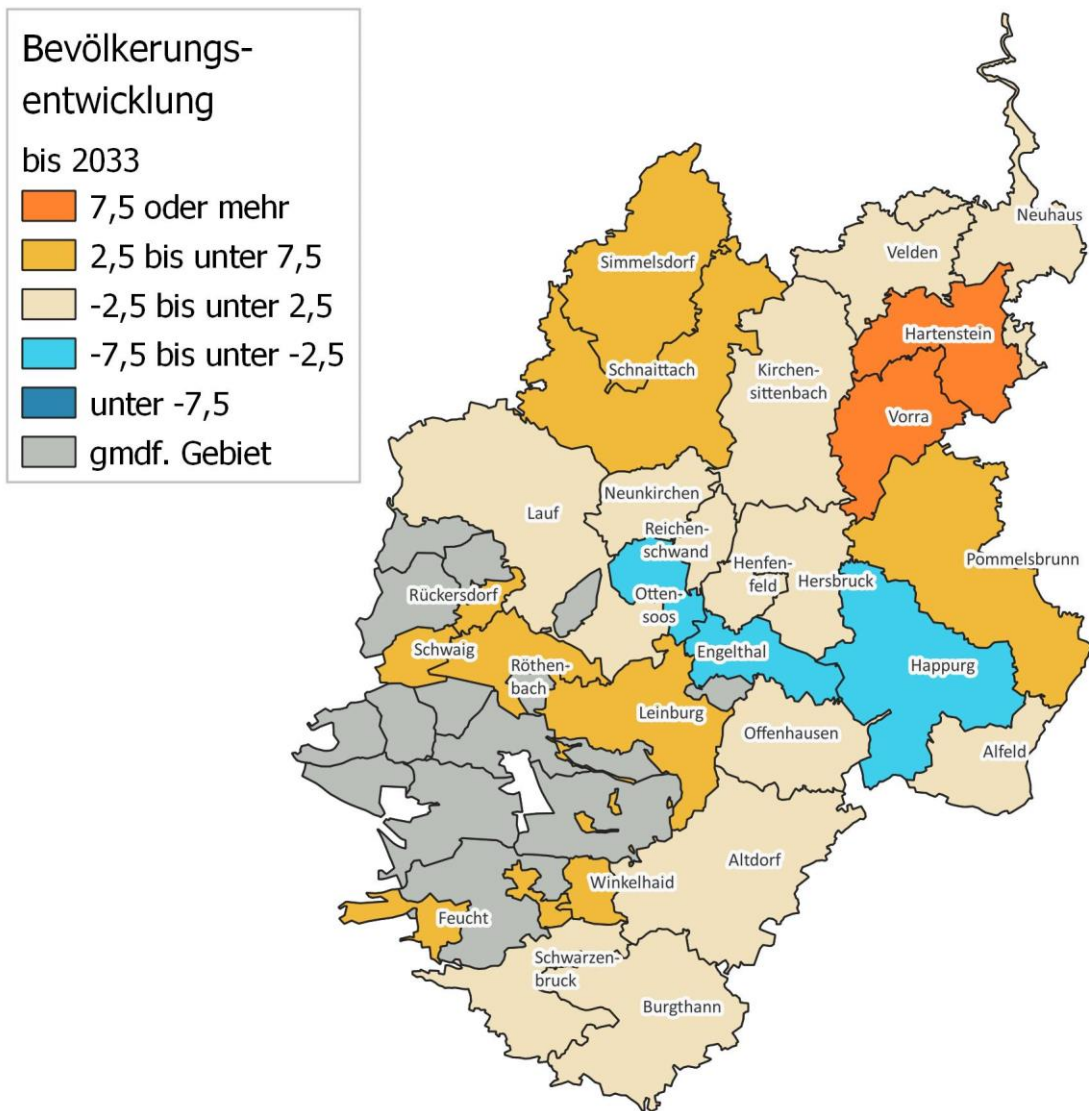 Bevölkerungs-
entwicklung
bis 2033
7,5 oder mehr
2,5 bis unter 7,5
-2,5 bis unter 2,5
-7,5 bis unter -2,5
unter -7,5
gmdf. Gebiet
Neuhaus
Velden
Simmelsdorf
Hartenstein
Schnaittach
Kirchen-
sittenbach
Vorra
Neunkirchen
Lauf
Reichen-
schwand
Pommelsbrunn
Henfen-
feld
Hersbruck
Rückersdorf
Otten-
soos
Schwaig
Engelthal
Röthen-
bach
Happurg
Leinburg
Offenhausen
Alfeld
Altdorf
Winkelhaid
Feucht
Schwarzen-
bruck
Burgthann